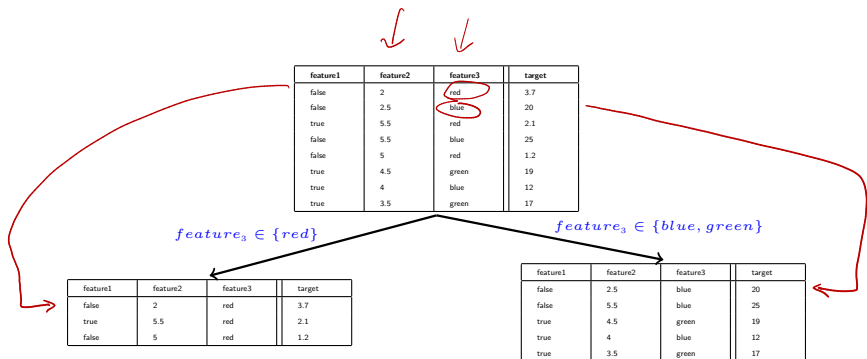 feature1 feature2 feature3 target
false 2 red 3.7
false 2.5 blue 20
true 5.5 red 2.1
false 5.5 blue 25
false 5 red 1.2
true 4.5 green 19
true 4 blue 12
true 3.5 green 17
feature₃ ∈ {red}
feature₃ ∈ {blue, green}
feature1 feature2 feature3 target
false 2 red 3.7
true 5.5 red 2.1
false 5 red 1.2
feature1 feature2 feature3 target
false 2.5 blue 20
false 5.5 blue 25
true 4.5 green 19
true 4 blue 12
true 3.5 green 17